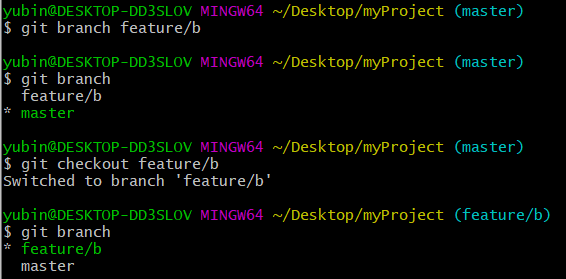 yubin@DESKTOP-DD3SLOV MINGW64 ~/Desktop/myProject (master)
$ git branch feature/b
yubin@DESKTOP-DD3SLOV MINGW64 ~/Desktop/myProject (master)
$ git branch
  feature/b
* master
yubin@DESKTOP-DD3SLOV MINGW64 ~/Desktop/myProject (master)
$ git checkout feature/b
Switched to branch 'feature/b'
yubin@DESKTOP-DD3SLOV MINGW64 ~/Desktop/myProject (feature/b)
$ git branch
* feature/b
  master